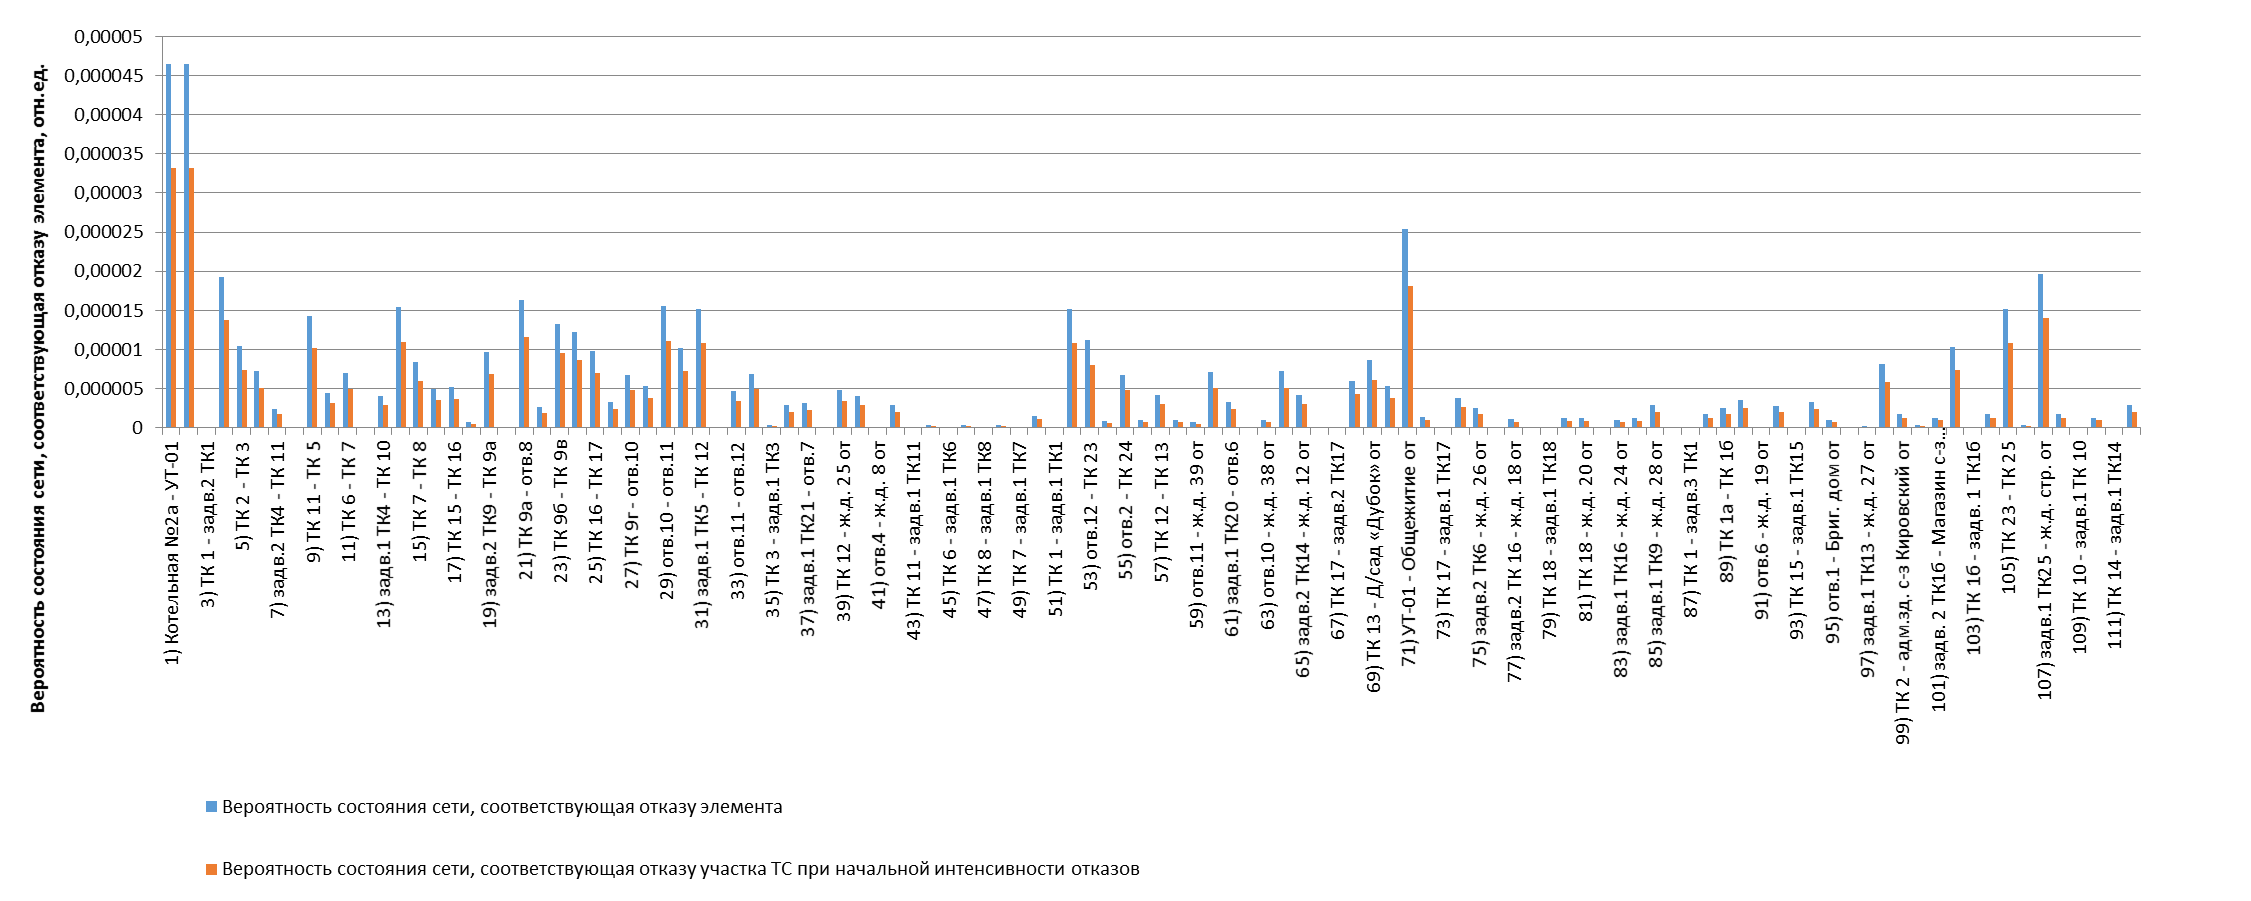 Вероятность состояния сети, соответствующая отказу элемента, отн.ед.
0,00005
0,000045
0,00004
0,000035
0,00003
0,000025
0,00002
0,000015
0,00001
0,000005
0
1) Котельная №2а - УТ-01
3) ТК 1 - задв.2 ТК1
5) ТК 2 - ТК 3
7) задв.2 ТК4 - ТК 11
9) ТК 11 - ТК 5
11) ТК 6 - ТК 7
13) задв.1 ТК4 - ТК 10
15) ТК 7 - ТК 8
17) ТК 15 - ТК 16
19) задв.2 ТК9 - ТК 9а
21) ТК 9а - отв.8
23) ТК 9б - ТК 9в
25) ТК 16 - ТК 17
27) ТК 9г - отв.10
29) отв.10 - отв.11
31) задв.1 ТК5 - ТК 12
33) отв.11 - отв.12
35) ТК 3 - задв.1 ТК3
37) задв.1 ТК21 - отв.7
39) ТК 12 - ж.д. 25 от
41) отв.4 - ж.д. 8 от
43) ТК 11 - задв.1 ТК11
45) ТК 6 - задв.1 ТК6
47) ТК 8 - задв.1 ТК8
49) ТК 7 - задв.1 ТК7
51) ТК 1 - задв.1 ТК1
53) отв.12 - ТК 23
55) отв.2 - ТК 24
57) ТК 12 - ТК 13
59) отв.11 - ж.д. 39 от
61) задв.1 ТК20 - отв.6
63) отв.10 - ж.д. 38 от
65) задв.2 ТК14 - ж.д. 12 от
67) ТК 17 - задв.2 ТК17
69) ТК 13 - Д/сад «Дубок» от
71) УТ-01 - Общежитие от
73) ТК 17 - задв.1 ТК17
75) задв.2 ТК6 - ж.д. 26 от
77) задв.2 ТК 16 - ж.д. 18 от
79) ТК 18 - задв.1 ТК18
81) ТК 18 - ж.д. 20 от
83) задв.1 ТК16 - ж.д. 24 от
85) задв.1 ТК9 - ж.д. 28 от
87) ТК 1 - задв.3 ТК1
89) ТК 1а - ТК 1б
91) отв.6 - ж.д. 19 от
93) ТК 15 - задв.1 ТК15
95) отв.1 - Бриг. дом от
97) задв.1 ТК13 - ж.д. 27 от
99) ТК 2 - адм.зд. с-з Кировский от
101) задв. 2 ТК1б - Магазин с-з…
103) ТК 1б - задв. 1 ТК1б
105) ТК 23 - ТК 25
107) задв.1 ТК25 - ж.д. стр. от
109) ТК 10 - задв.1 ТК 10
111) ТК 14 - задв.1 ТК14
Вероятность состояния сети, соответствующая отказу элемента
Вероятность состояния сети, соответствующая отказу участка ТС при начальной интенсивности отказов